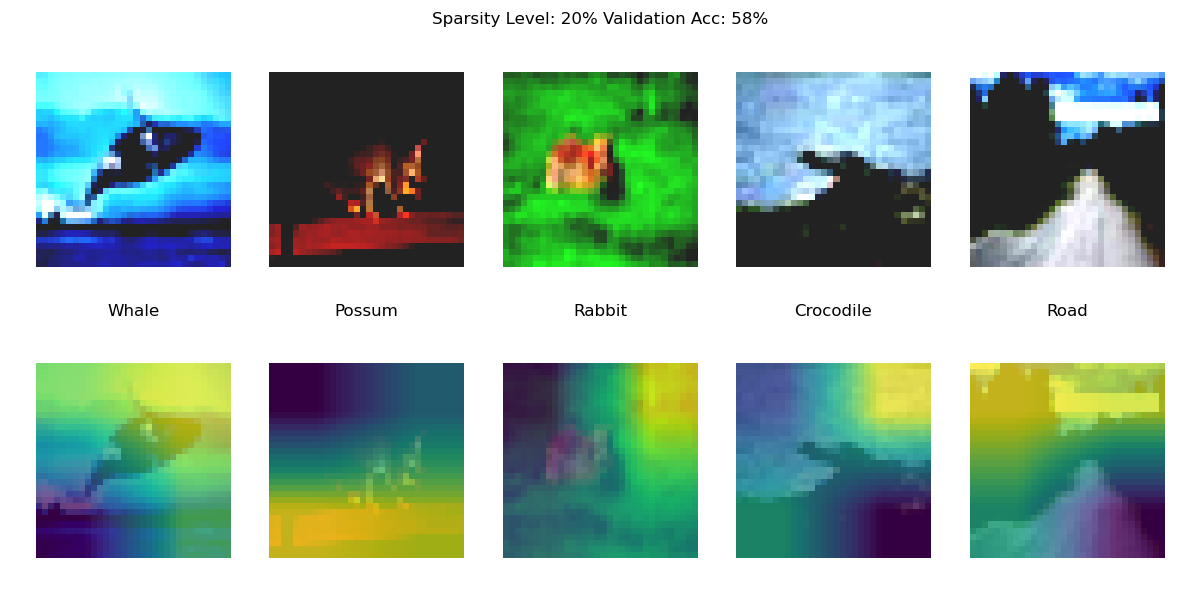 Sparsity Level: 20% Validation Acc: 58%
Whale
Possum
Rabbit
Crocodile
Road